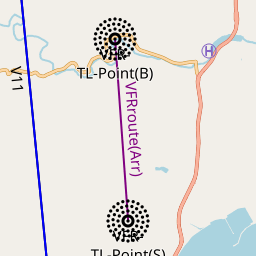 VFR-
TL-Point(B)
VFRroute(Arr)
V11
H
VFR-
TL-Point(S)